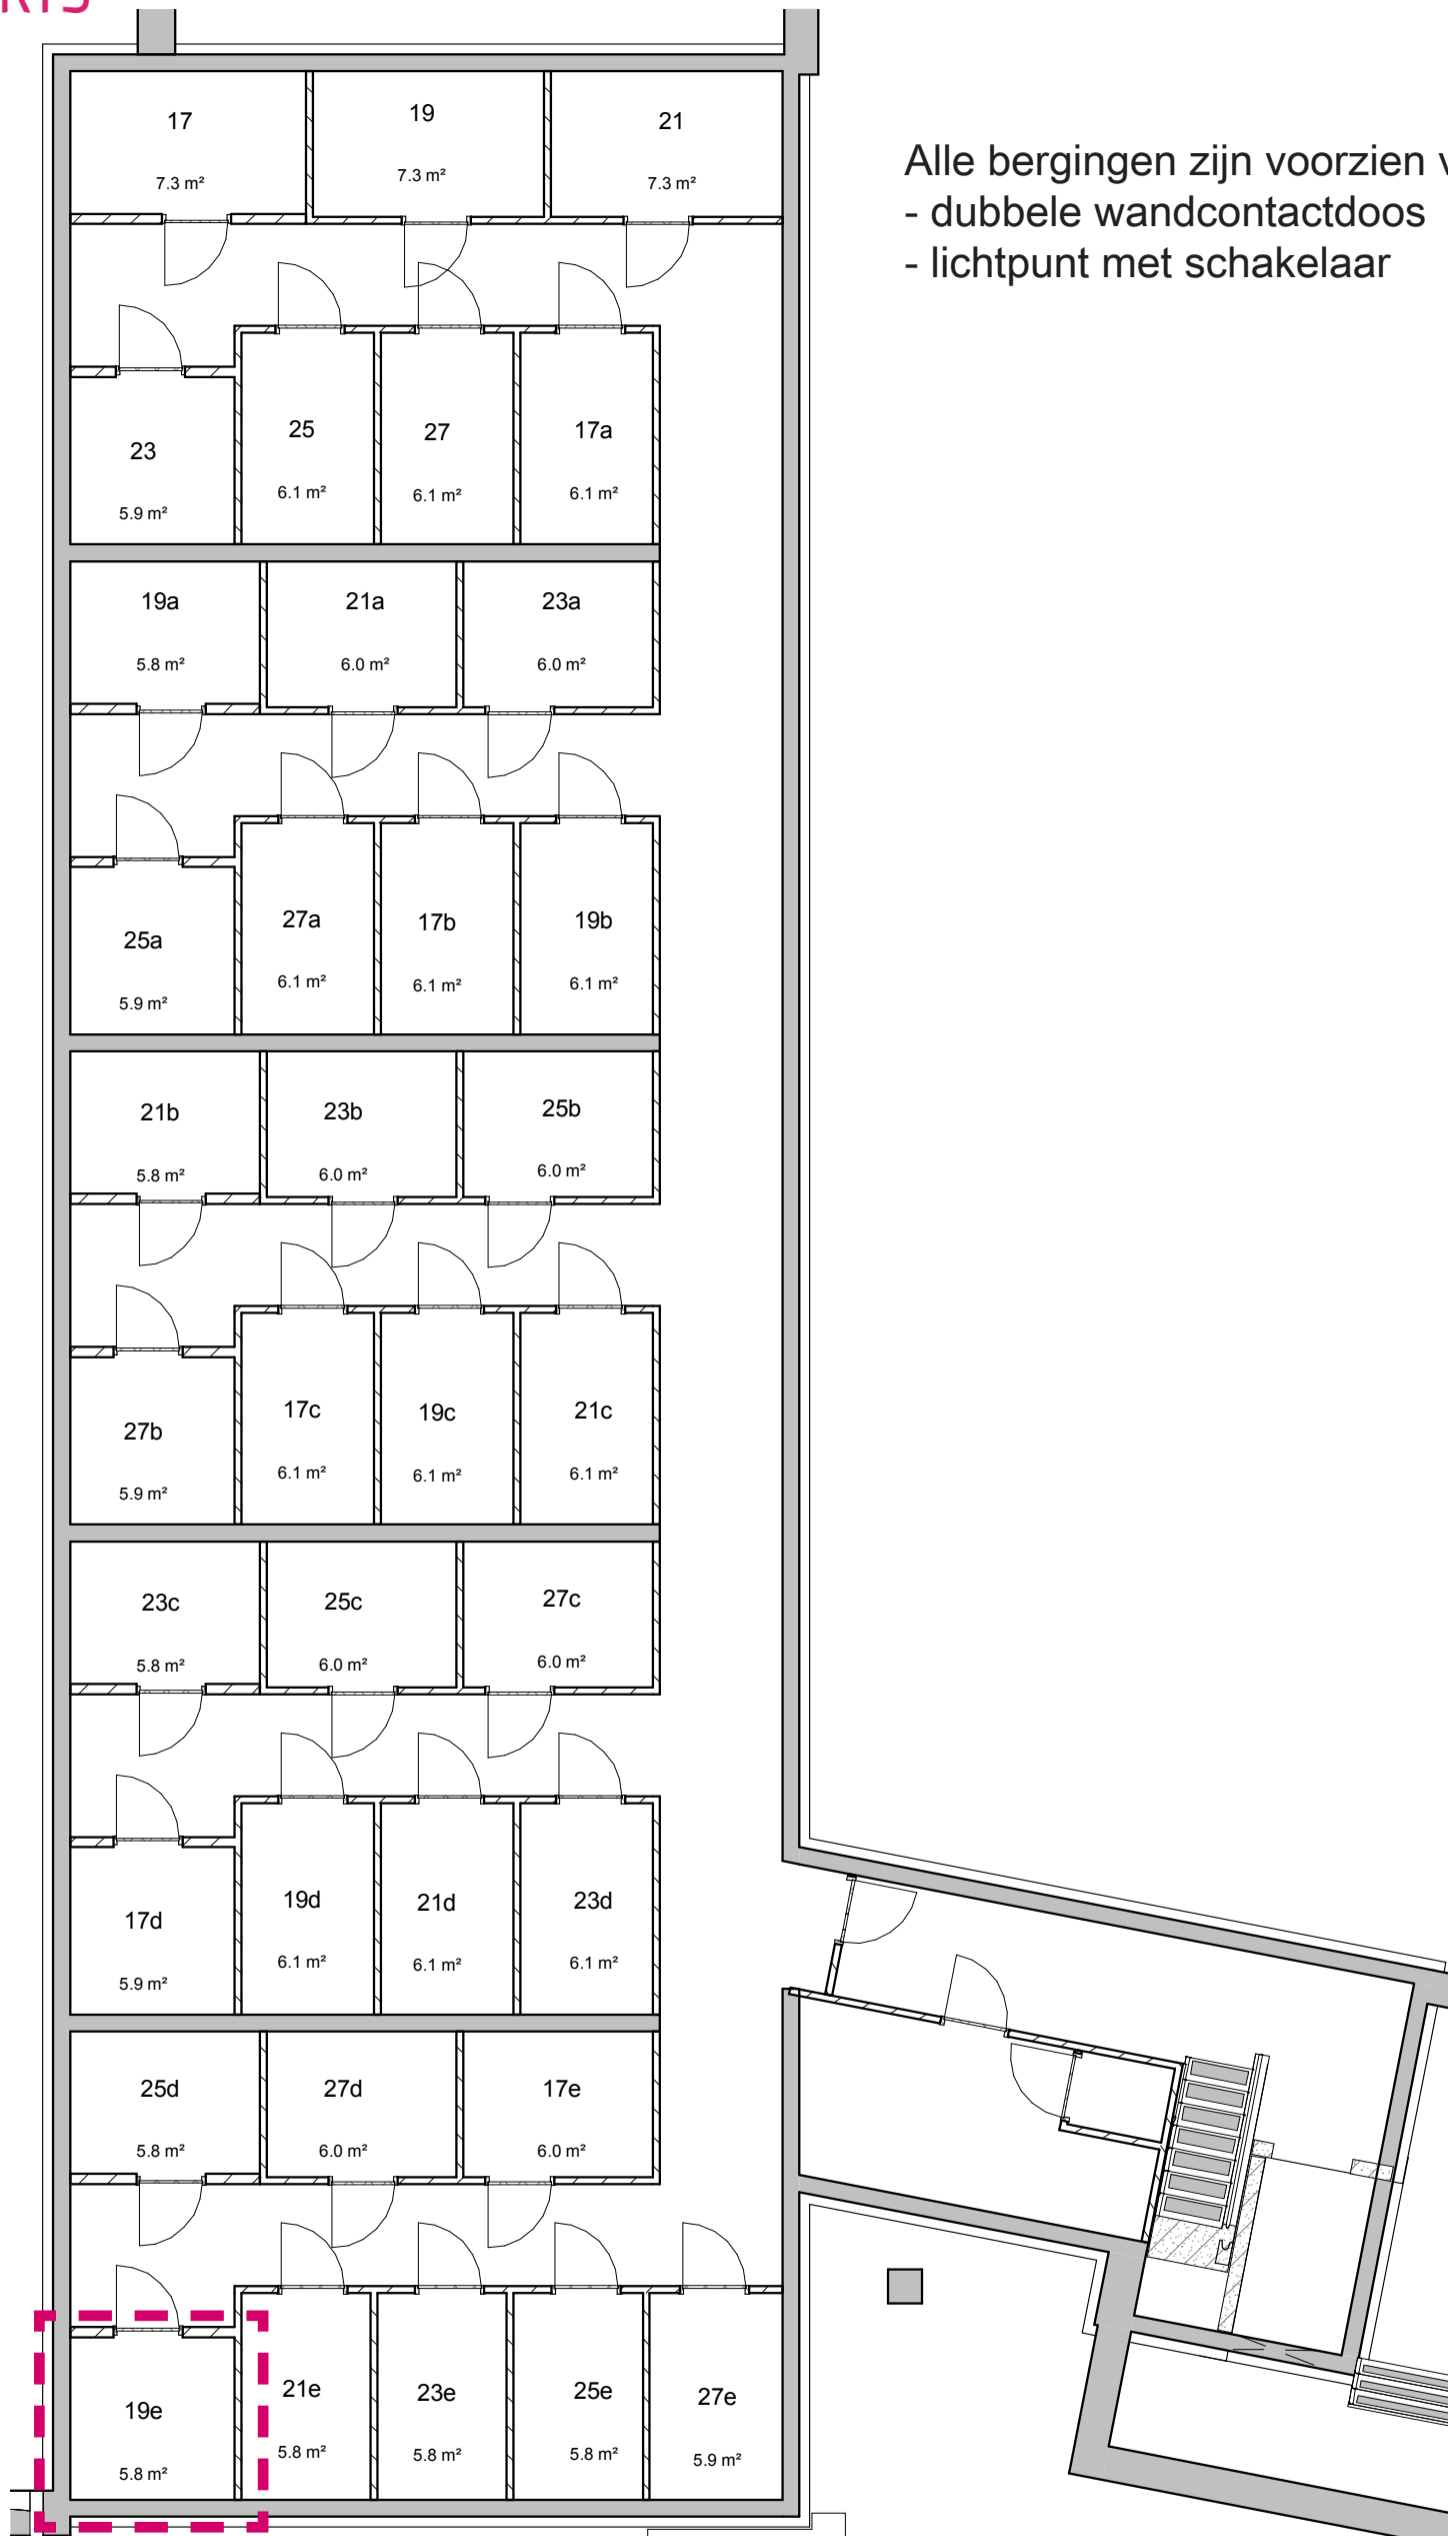 17
19
21
7.3 m²
7.3 m²
7.3 m²
Alle bergingen zijn voorzien
- dubbele wandcontactdoos
- lichtpunt met schakelaar
23
25
27
17a
5.9 m²
6.1 m²
6.1 m²
6.1 m²
19a
21a
23a
5.8 m²
6.0 m²
6.0 m²
25a
27a
17b
19b
5.9 m²
6.1 m²
6.1 m²
6.1 m²
21b
23b
25b
5.8 m²
6.0 m²
6.0 m²
27b
17c
19c
21c
5.9 m²
6.1 m²
6.1 m²
6.1 m²
23c
25c
27c
5.8 m²
6.0 m²
6.0 m²
17d
19d
21d
23d
5.9 m²
6.1 m²
6.1 m²
6.1 m²
25d
27d
17e
5.8 m²
6.0 m²
6.0 m²
19e
21e
23e
25e
27e
5.8 m²
5.8 m²
5.8 m²
5.8 m²
5.9 m²